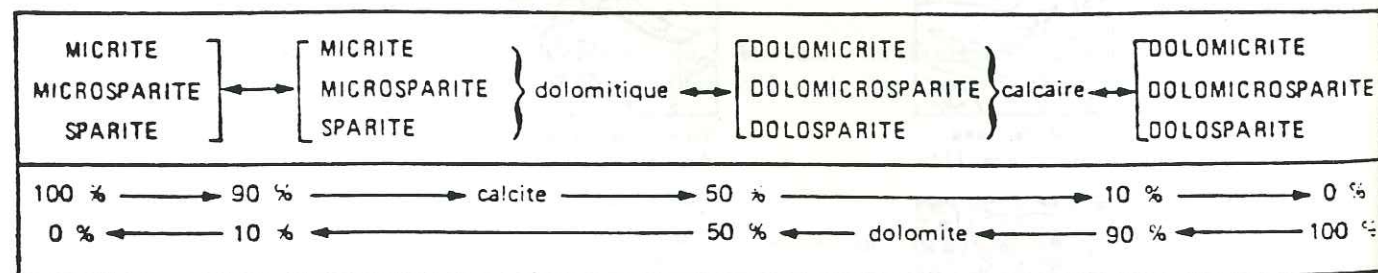 MICRITE MICRITE DOLOMICRITE DOLOMICRITE
MICROSPARITE MICROSPARITE dolomitique DOLOMICROSPARITE calcaire DOLOMICROSPARITE
SPARITE SPARITE DOLOSPARITE DOLOSPARITE
100 % 90 % calcite 50 % 10 % 0 %
0 % 10 % 50 % dolomite 90 % 100 %